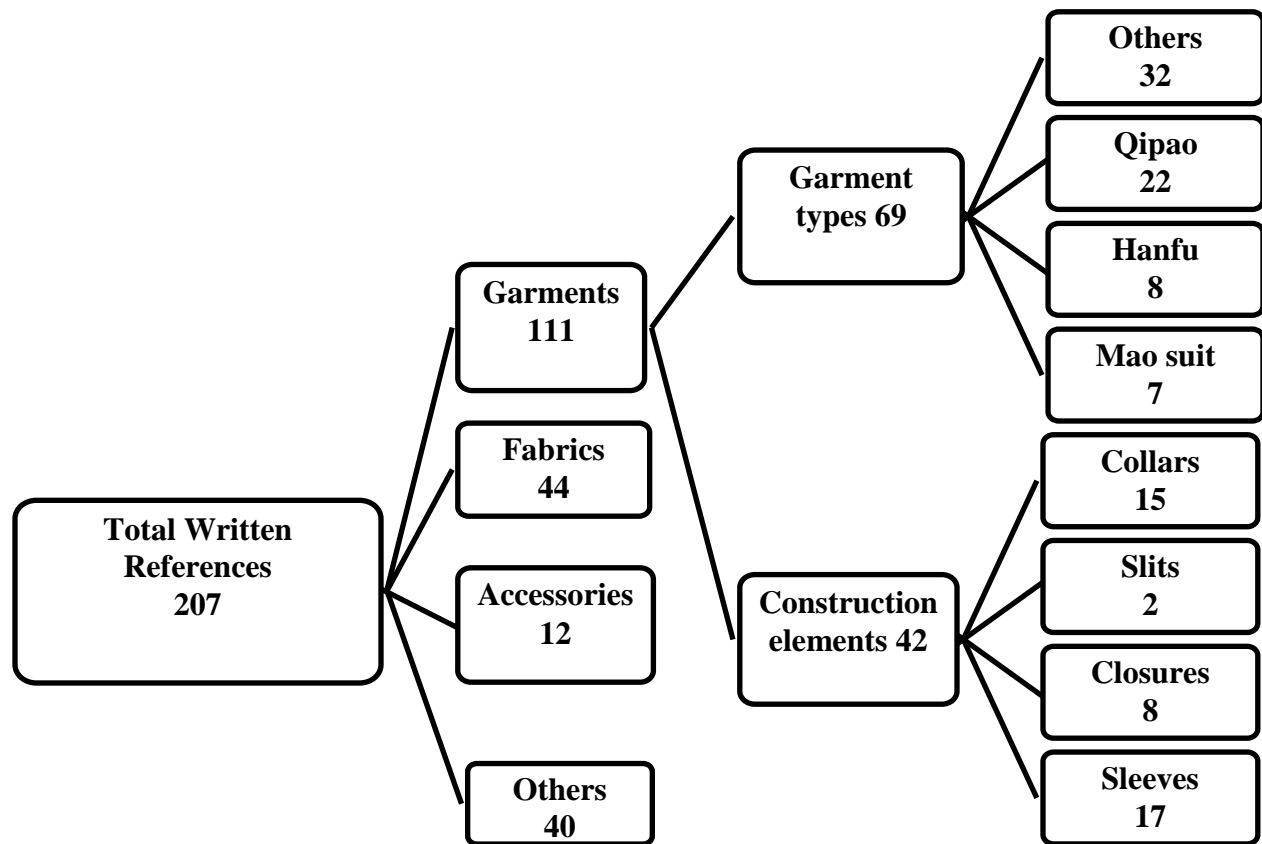 Total Written
References
207
Garments
111
Fabrics
44
Accessories
12
Others
40
Garment
types 69
Construction
elements 42
Others
32
Qipao
22
Hanfu
8
Mao suit
7
Collars
15
Slits
2
Closures
8
Sleeves
17